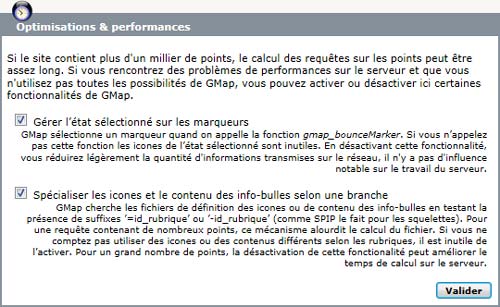 Optimisations & performances
Si le site contient plus d'un millier de points, le calcul des requêtes sur les points peut être
assez long. Si vous rencontrez des problèmes de performances sur le serveur et que vous
n'utilisez pas toutes les possibilités de GMap, vous pouvez activer ou désactiver ici certaines
fonctionnalités de GMap.
Gérer l'état sélectionné sur les marqueurs
GMap sélectionne un marqueur quand on appelle la fonction gmap_bounceMarker. Si vous n'appelez
pas cette fonction les icones de l'état sélectionné sont inutiles. En désactivant cette fonctionnalité,
vous réduirez légèrement la quantité d'informations transmises sur le réseau, il n'y a pas d'influence
notable sur le travail du serveur.
Spécialiser les icones et le contenu des info-bulles selon une branche
GMap cherche les fichiers de définition des icones ou de contenu des info-bulles en testant la
présence de suffixes '=id_rubrique' ou '-id_rubrique' (comme SPIP le fait pour les squelettes). Pour
une requête contenant de nombreux points, ce mécanisme alourdit le calcul du fichier. Si vous ne
comptez pas utiliser des icones ou des contenus différents selon les rubriques, il est inutile de
l'activer. Pour un grand nombre de points, la désactivation de cette fonctionalité peut améliorer le
temps de calcul sur le serveur.
Valider